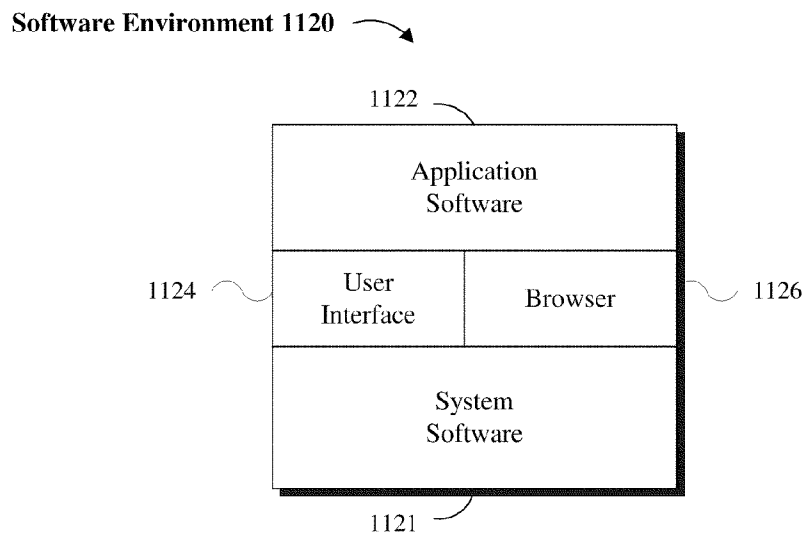 Software Environment 1120
1122
Application
Software
1124
User
Interface
Browser
1126
System
Software
1121